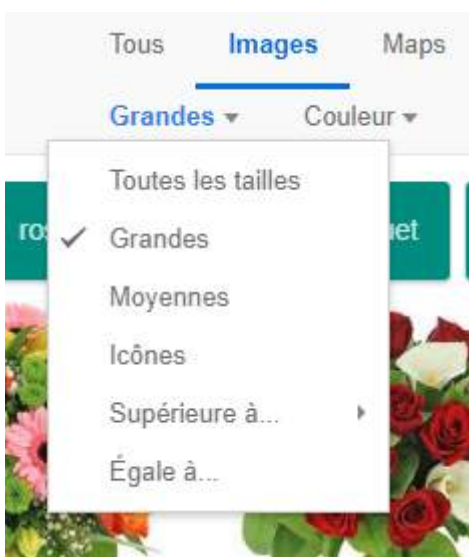 Tous Images Maps
Grandes Couleur
Toutes les tailles
Grandes
Moyennes
Icônes
Supérieure à...
Égale à...